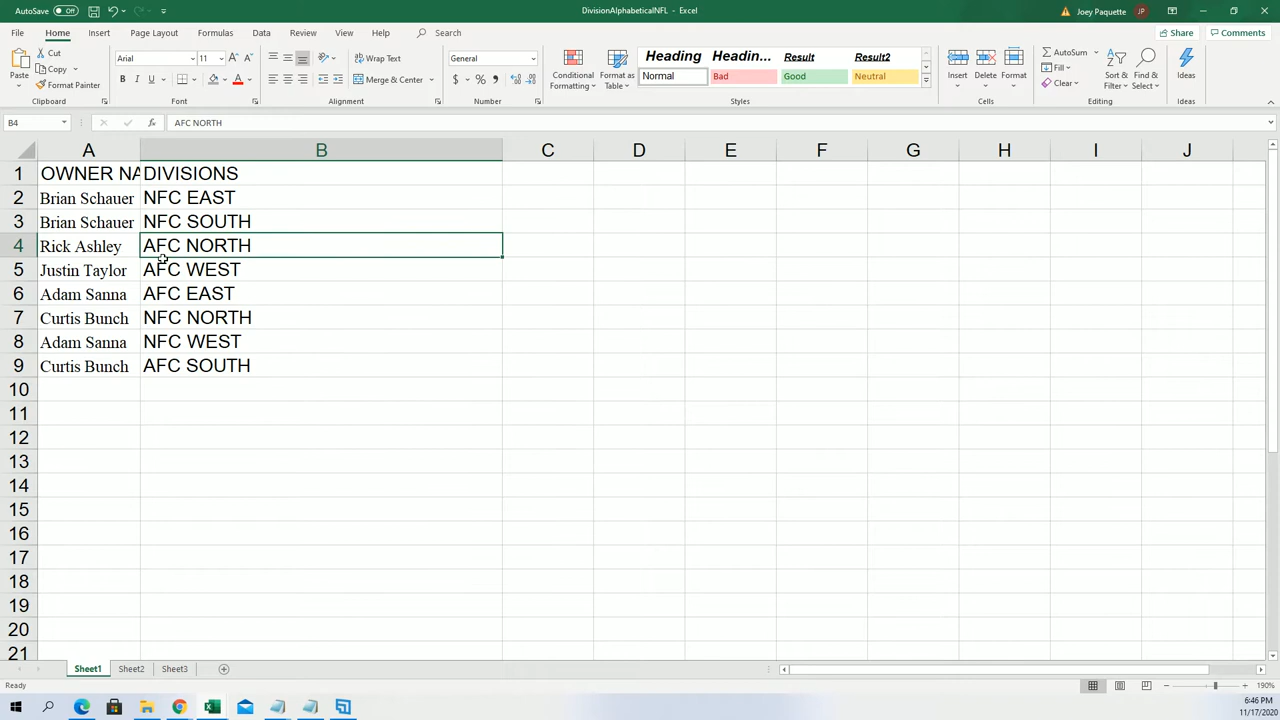 AutoSave Off DivisionAlphabeticalNFL - Excel Joey Paquette JP
File Home Insert Page Layout Formulas Data Review View Help Search Share Comments
Paste Cut Copy Format Painter Clipboard
Arial 11 A A B I U A Font
Wrap Text Merge & Center Alignment
General $ % Number
Conditional Formatting Format as Table
Heading Headin... Result Result2
Normal Bad Good Neutral
Styles
Insert Delete Format Cells
AutoSum Fill Clear Sort & Filter Find & Select Editing
Ideas Ideas
B4 fx AFC NORTH
A B C D E F G H I J
1 OWNER NA DIVISIONS
2 Brian Schauer NFC EAST
3 Brian Schauer NFC SOUTH
4 Rick Ashley AFC NORTH
5 Justin Taylor AFC WEST
6 Adam Sanna AFC EAST
7 Curtis Bunch NFC NORTH
8 Adam Sanna NFC WEST
9 Curtis Bunch AFC SOUTH
10
11
12
13
14
15
16
17
18
19
20
21
Sheet1 Sheet2 Sheet3
Ready 190%
6:46 PM
11/17/2020